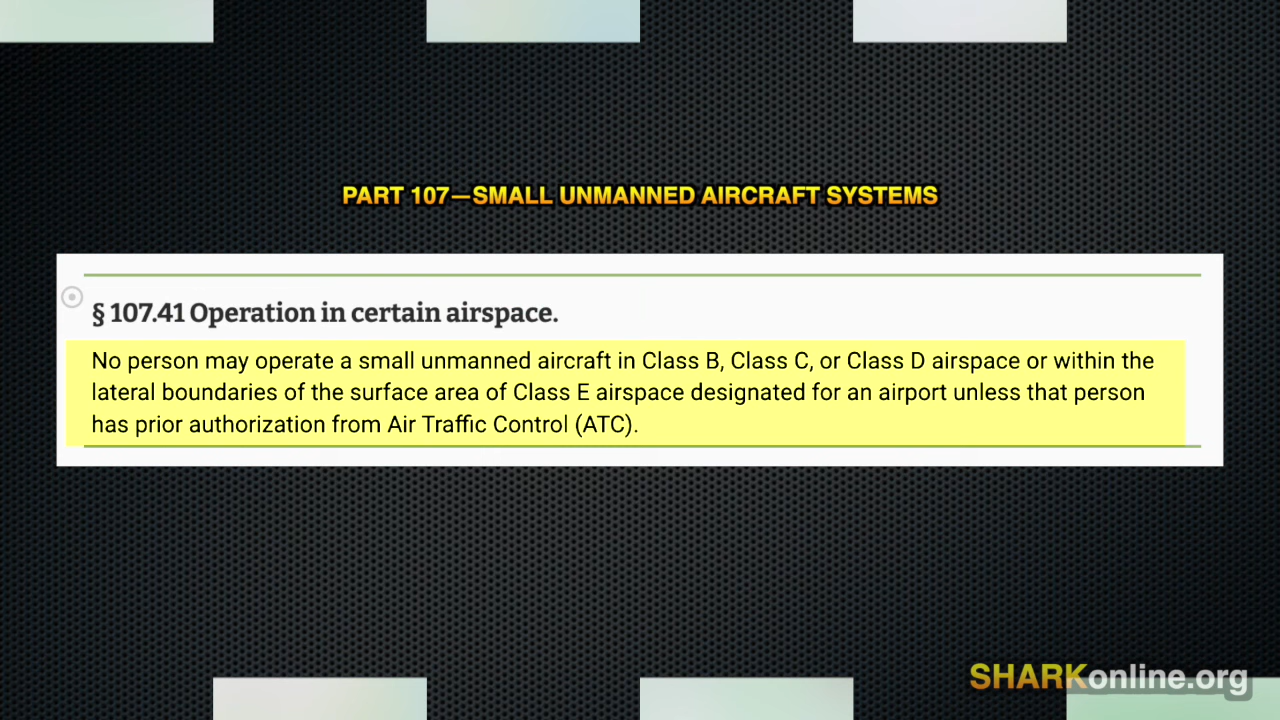 PART 107—SMALL UNMANNED AIRCRAFT SYSTEMS
§ 107.41 Operation in certain airspace.
No person may operate a small unmanned aircraft in Class B, Class C, or Class D airspace or within the
lateral boundaries of the surface area of Class E airspace designated for an airport unless that person
has prior authorization from Air Traffic Control (ATC).
SHARKonline.org